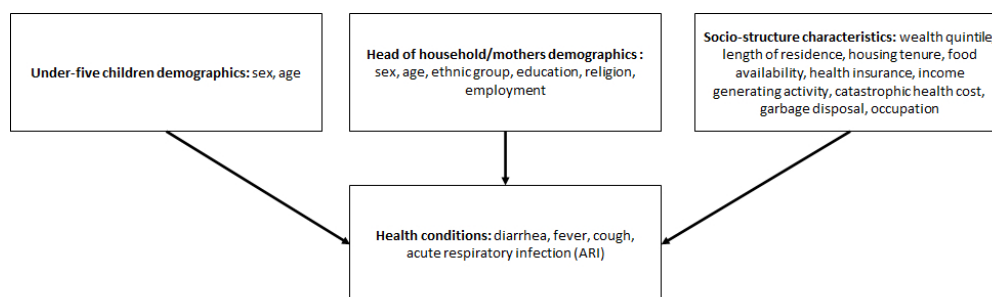 Under-five children demographics: sex, age
Head of household/mothers demographics :
sex, age, ethnic group, education, religion,
employment
Socio-structure characteristics: wealth quintile
length of residence, housing tenure, food
availability, health insurance, income
generating activity, catastrophic health cost,
garbage disposal, occupation
Health conditions: diarrhea, fever, cough,
acute respiratory infection (ARI)